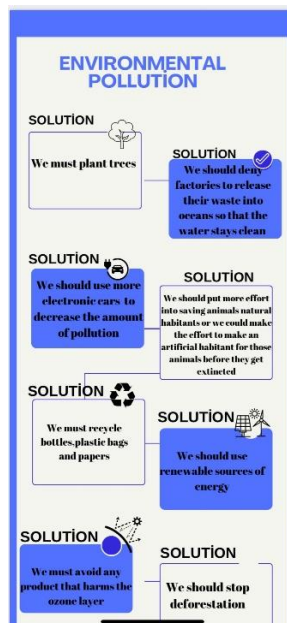 ENVIRONMENTAL
POLLUTİON
SOLUTİON
We must plant trees
SOLUTİON
We should deny
factories to release
their waste into
oceans so that the
water stays clean
SOLUTİON
We should use more
electronic cars to
decrease the amount
of pollution
SOLUTİON
We should put more effort
into saving animals natural
habitants or we could make
the effort to make an
artificial habitant for those
animals before they get
extincted
SOLUTİON
We must recycle
bottles,plastic bags
and papers
SOLUTİON
We should use
renewable sources of
energy
SOLUTİON
We must avoid any
product that harms the
ozone layer
SOLUTİON
We should stop
deforestation